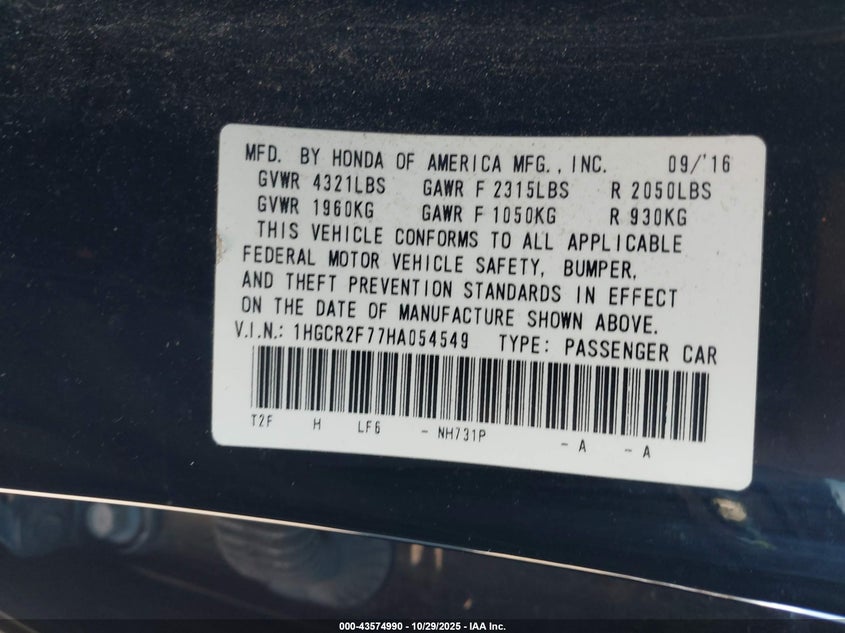 MFD. BY HONDA OF AMERICA MFG., INC. 09/'16
GVWR 4321LBS GAWR F 2315LBS R 2050LBS
GVWR 1960KG GAWR F 1050KG R 930KG
THIS VEHICLE CONFORMS TO ALL APPLICABLE
FEDERAL MOTOR VEHICLE SAFETY, BUMPER,
AND THEFT PREVENTION STANDARDS IN EFFECT
ON THE DATE OF MANUFACTURE SHOWN ABOVE.
V.I.N.: 1HGCR2F77HA054549 TYPE: PASSENGER CAR
T2F H LF6 - NH731P - A - A
000-43574990 - 10/29/2025 - IAA Inc.